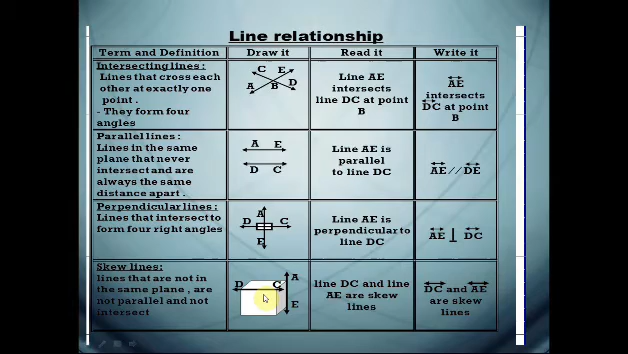 Line relationship
Term and Definition Draw it Read it Write it
Intersecting lines :
Lines that cross each
other at exactly one
point .
- They form four
angles
C E
A B D
Line AE
intersects
line DC at point
B
AE
intersects
DC at point
B
Parallel lines :
Lines in the same
plane that never
intersect and are
always the same
distance apart .
A E
D C
Line AE is
parallel
to line DC
AE // DE
Perpendicular lines :
Lines that intersect to
form four right angles
A
D C
E
Line AE is
perpendicular to
line DC
AE ⊥ DC
Skew lines:
lines that are not in
the same plane , are
not parallel and not
intersect
D C A
E
line DC and line
AE are skew
lines
DC and AE
are skew
lines